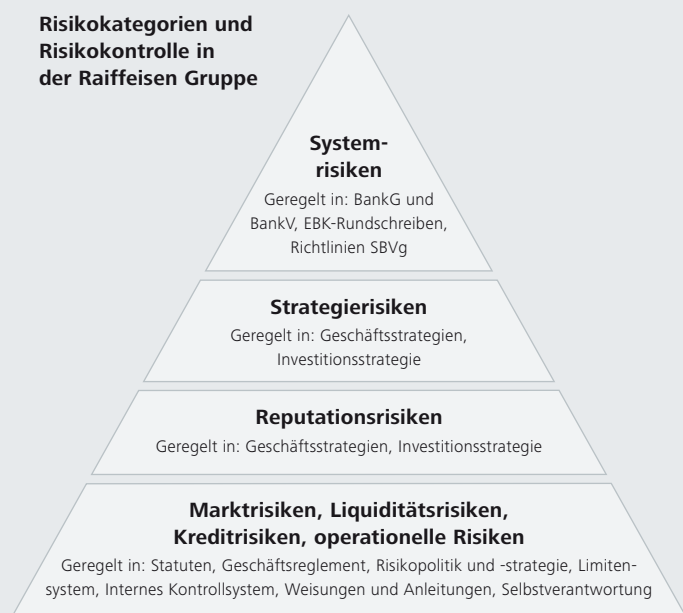 Risikokategorien und
Risikokontrolle in
der Raiffeisen Gruppe
System-
risiken
Geregelt in: BankG und
BankV, EBK-Rundschreiben,
Richtlinien SBVg
Strategierisiken
Geregelt in: Geschäftsstrategien,
Investitionsstrategie
Reputationsrisiken
Geregelt in: Geschäftsstrategien, Investitionsstrategie
Marktrisiken, Liquiditätsrisiken,
Kreditrisiken, operationelle Risiken
Geregelt in: Statuten, Geschäftsreglement, Risikopolitik und -strategie, Limiten-
system, Internes Kontrollsystem, Weisungen und Anleitungen, Selbstverantwortung